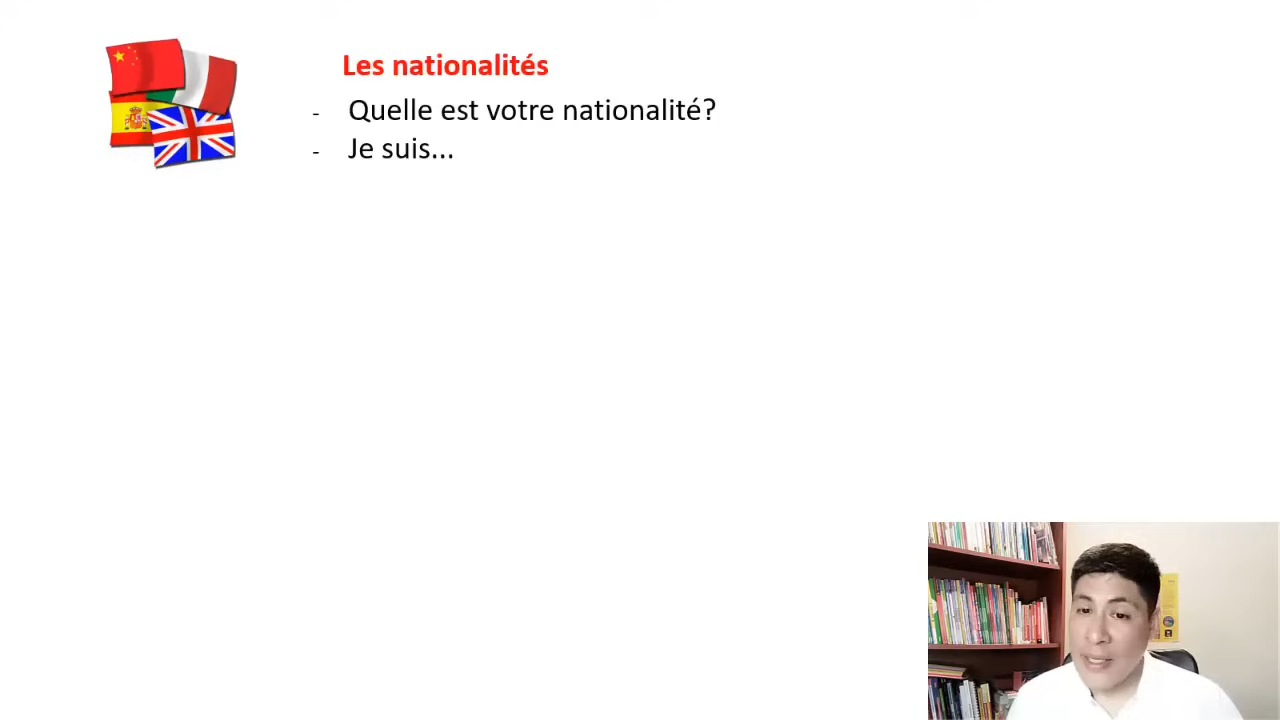 Les nationalités
- Quelle est votre nationalité?
- Je suis...